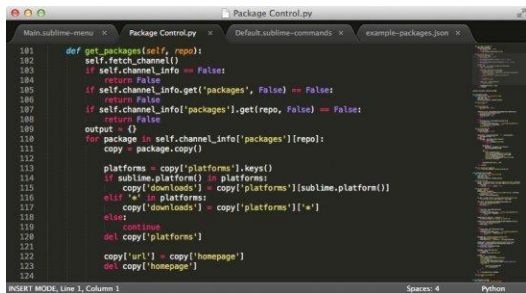 Package Control.py
Main.sublime-menu × Package Control.py × Default.sublime-commands × example-packages.json ×
101 def get_packages(self, repo):
102 self.fetch_channel()
103 if self.channel_info == False:
104 return False
105 if self.channel_info.get('packages', False) == False:
106 return False
107 if self.channel_info['packages'].get(repo, False) == False:
108 return False
109 output = {}
110 for package in self.channel_info['packages'][repo]:
111 copy = package.copy()
112
113 platforms = copy['platforms'].keys()
114 if sublime.platform() in platforms:
115 copy['downloads'] = copy['platforms'][sublime.platform()]
116 elif '*' in platforms:
117 copy['downloads'] = copy['platforms']['*']
118 else:
119 continue
120 del copy['platforms']
121
122 copy['url'] = copy['homepage']
123 del copy['homepage']
124
INSERT MODE, Line 1, Column 1 Spaces: 4 Python